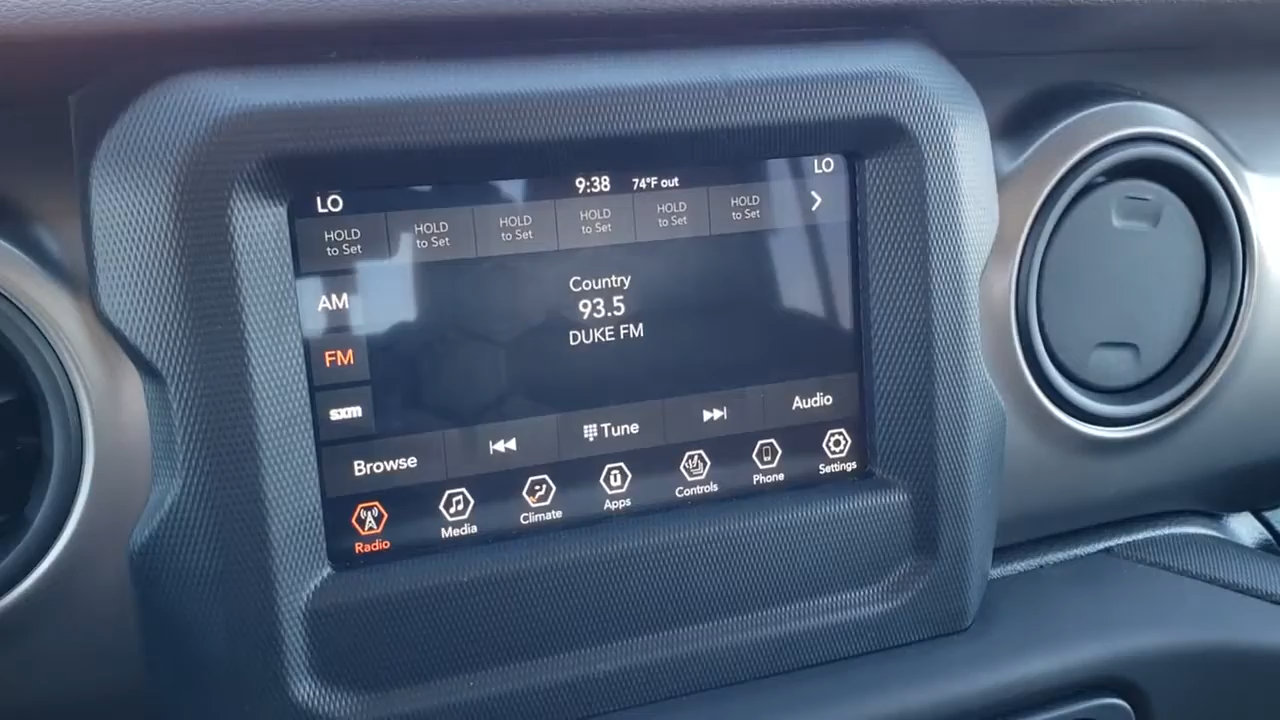 LO
9:38 74°F out
LO
HOLD to Set
HOLD to Set
HOLD to Set
HOLD to Set
HOLD to Set
HOLD to Set
AM
FM
sxm
Country
93.5
DUKE FM
Browse
Tune
Audio
Radio
Media
Climate
Apps
Controls
Phone
Settings